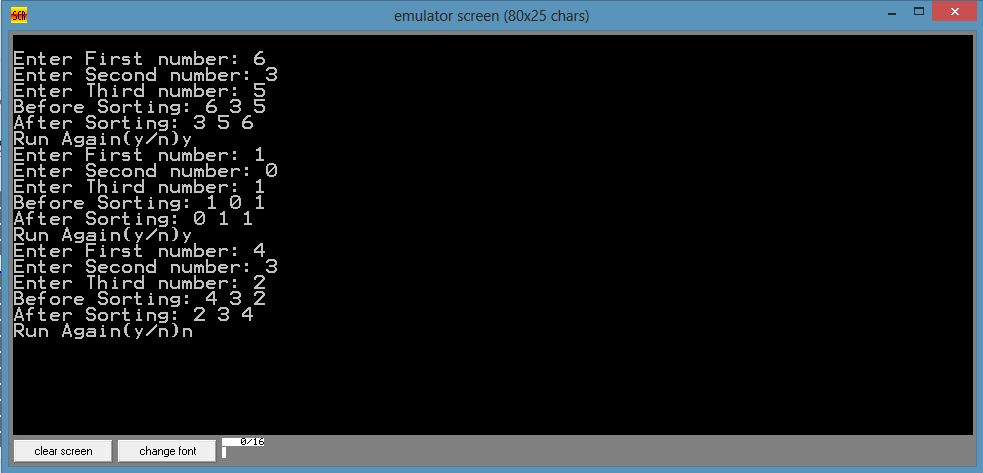 SCR
emulator screen (80x25 chars)
Enter First number: 6
Enter Second number: 3
Enter Third number: 5
Before Sorting: 6 3 5
After Sorting: 3 5 6
Run Again(y/n)y
Enter First number: 1
Enter Second number: 0
Enter Third number: 1
Before Sorting: 1 0 1
After Sorting: 0 1 1
Run Again(y/n)y
Enter First number: 4
Enter Second number: 3
Enter Third number: 2
Before Sorting: 4 3 2
After Sorting: 2 3 4
Run Again(y/n)n
clear screen
change font
0/16